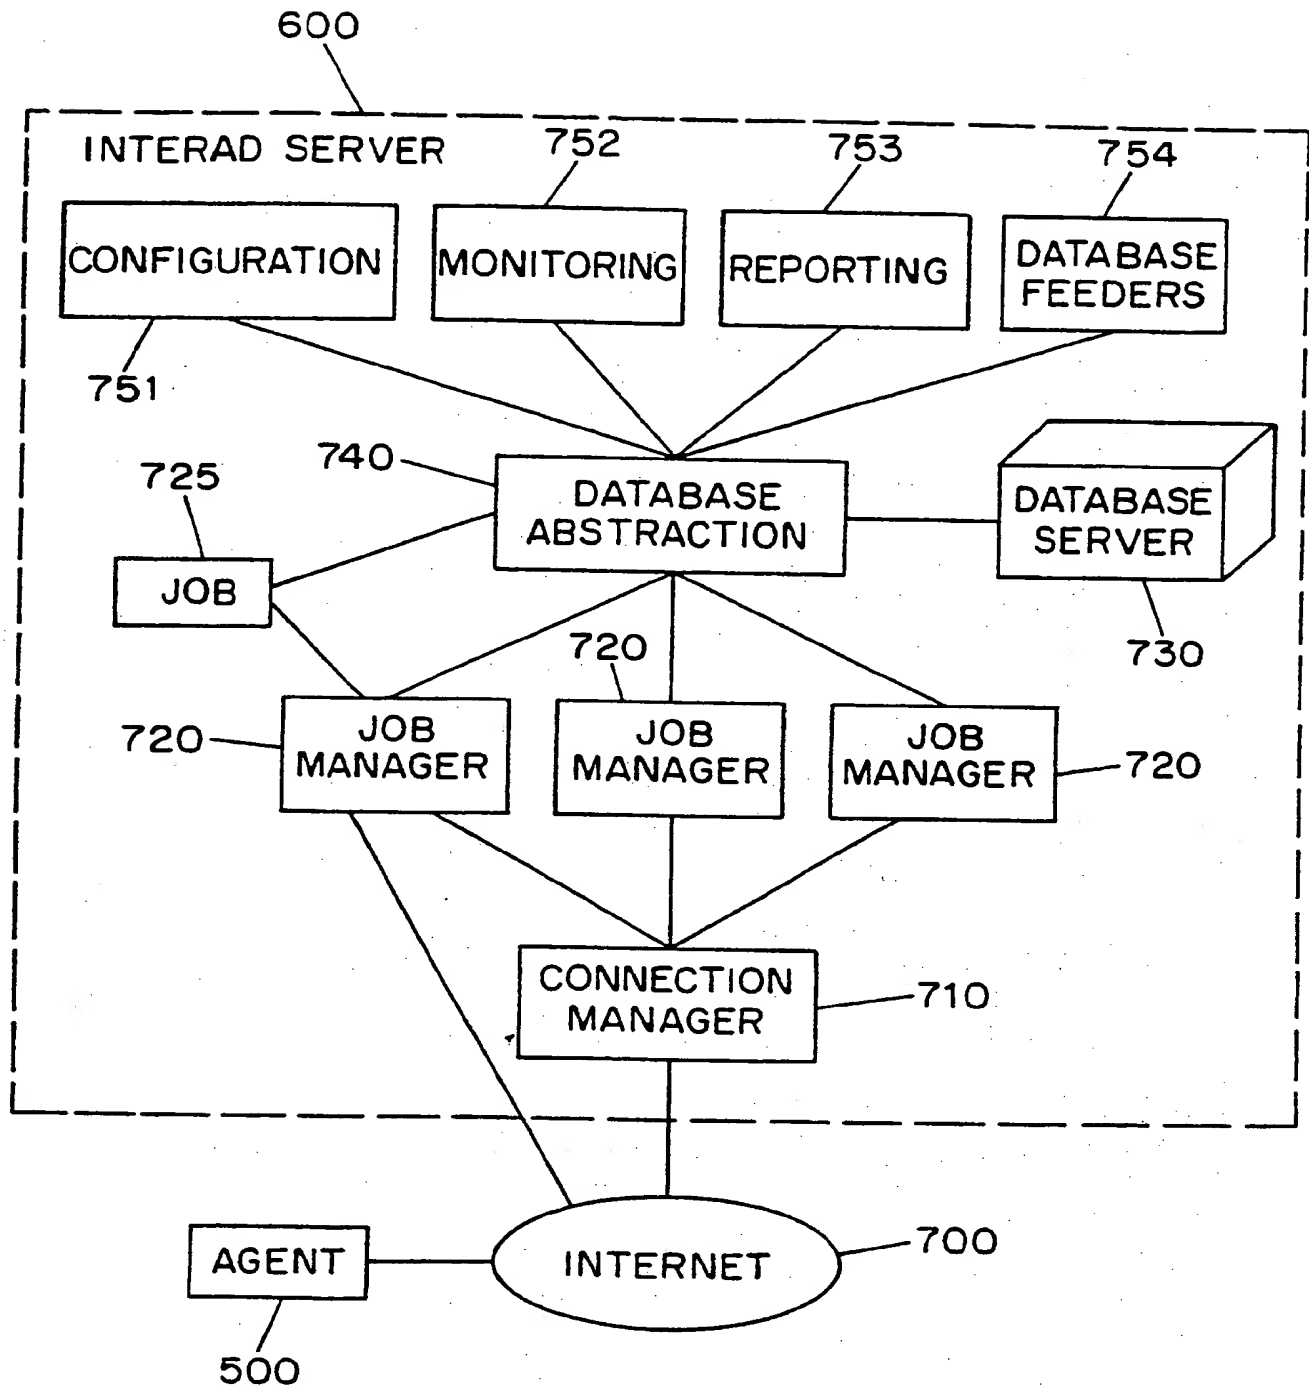 600
INTERAD SERVER
752
753
754
CONFIGURATION
MONITORING
REPORTING
DATABASE
FEEDERS
751
740
725
DATABASE
ABSTRACTION
DATABASE
SERVER
JOB
730
720
720
JOB
MANAGER
JOB
MANAGER
JOB
MANAGER
720
CONNECTION
MANAGER
710
AGENT
INTERNET
700
500